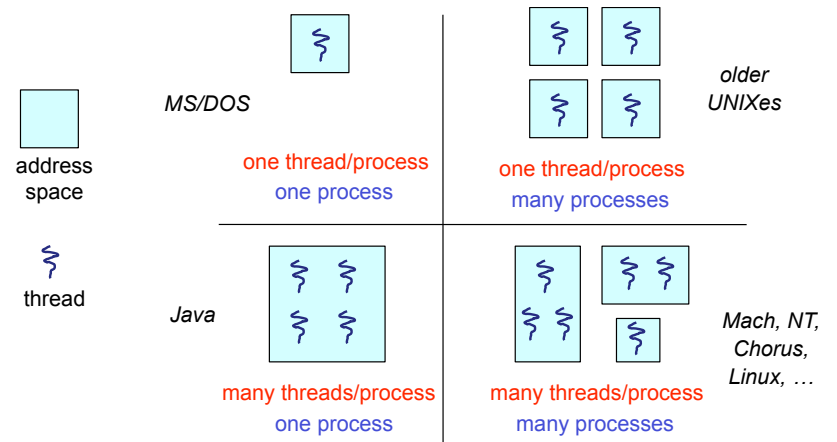 MS/DOS
older
UNIXes
address
space
one thread/process
one process
one thread/process
many processes
thread
Java
Mach, NT,
Chorus,
Linux, …
many threads/process
one process
many threads/process
many processes